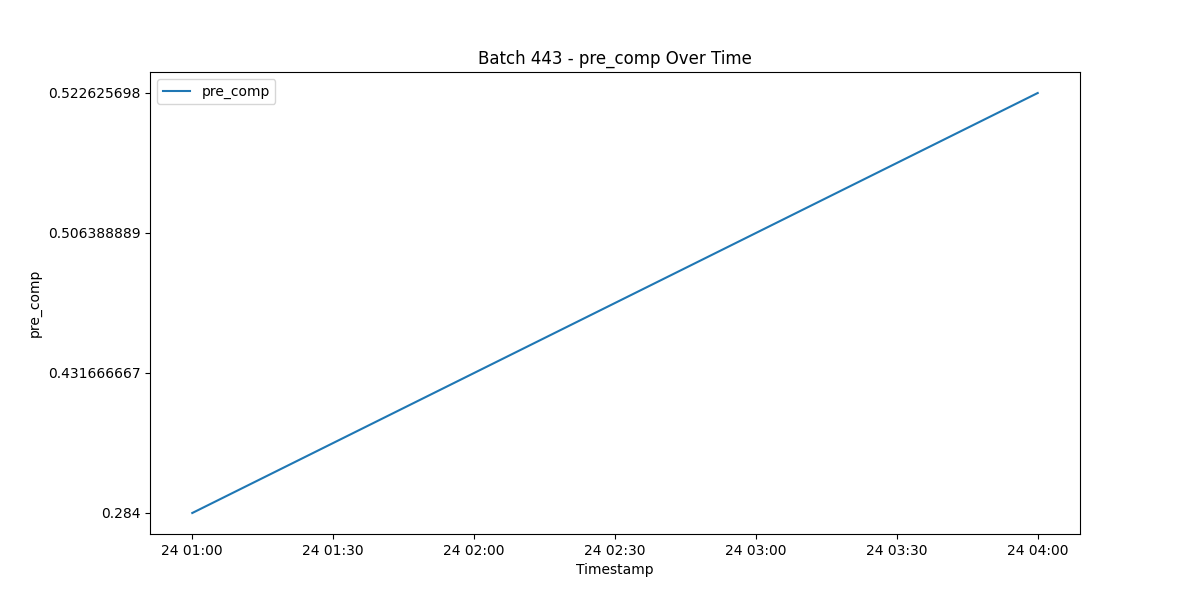 Batch 443 - pre_comp Over Time
pre_comp
0.522625698
0.506388889
0.431666667
0.284
pre_comp
24 01:00 24 01:30 24 02:00 24 02:30 24 03:00 24 03:30 24 04:00
Timestamp